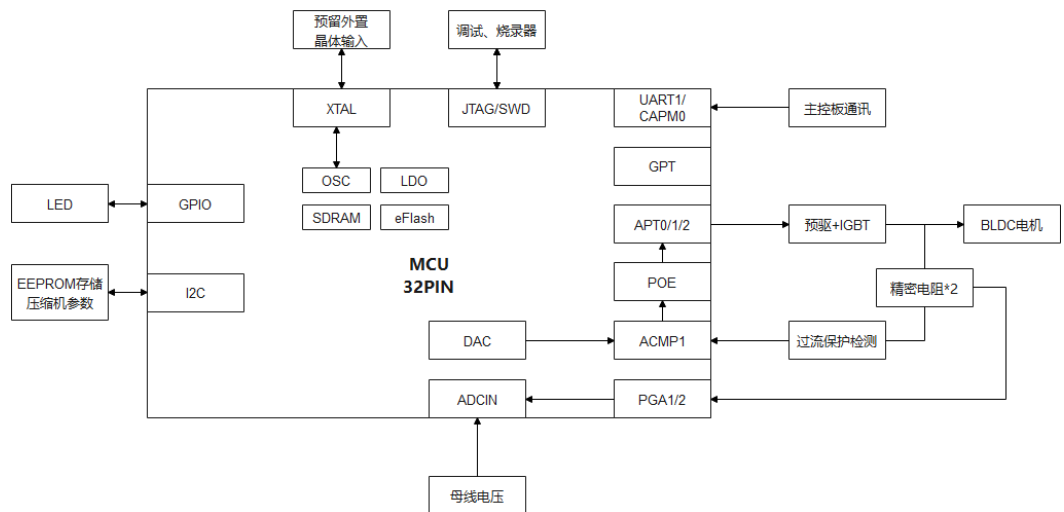 预留外置
晶体输入
调试、烧录器
XTAL
JTAG/SWD
UART1/
CAPM0
主控板通讯
GPT
OSC
LDO
LED
GPIO
SDRAM
eFlash
APT0/1/2
预驱+IGBT
BLDC电机
MCU
32PIN
EEPROM存储
压缩机参数
I2C
POE
精密电阻*2
DAC
ACMP1
过流保护检测
ADCIN
PGA1/2
母线电压